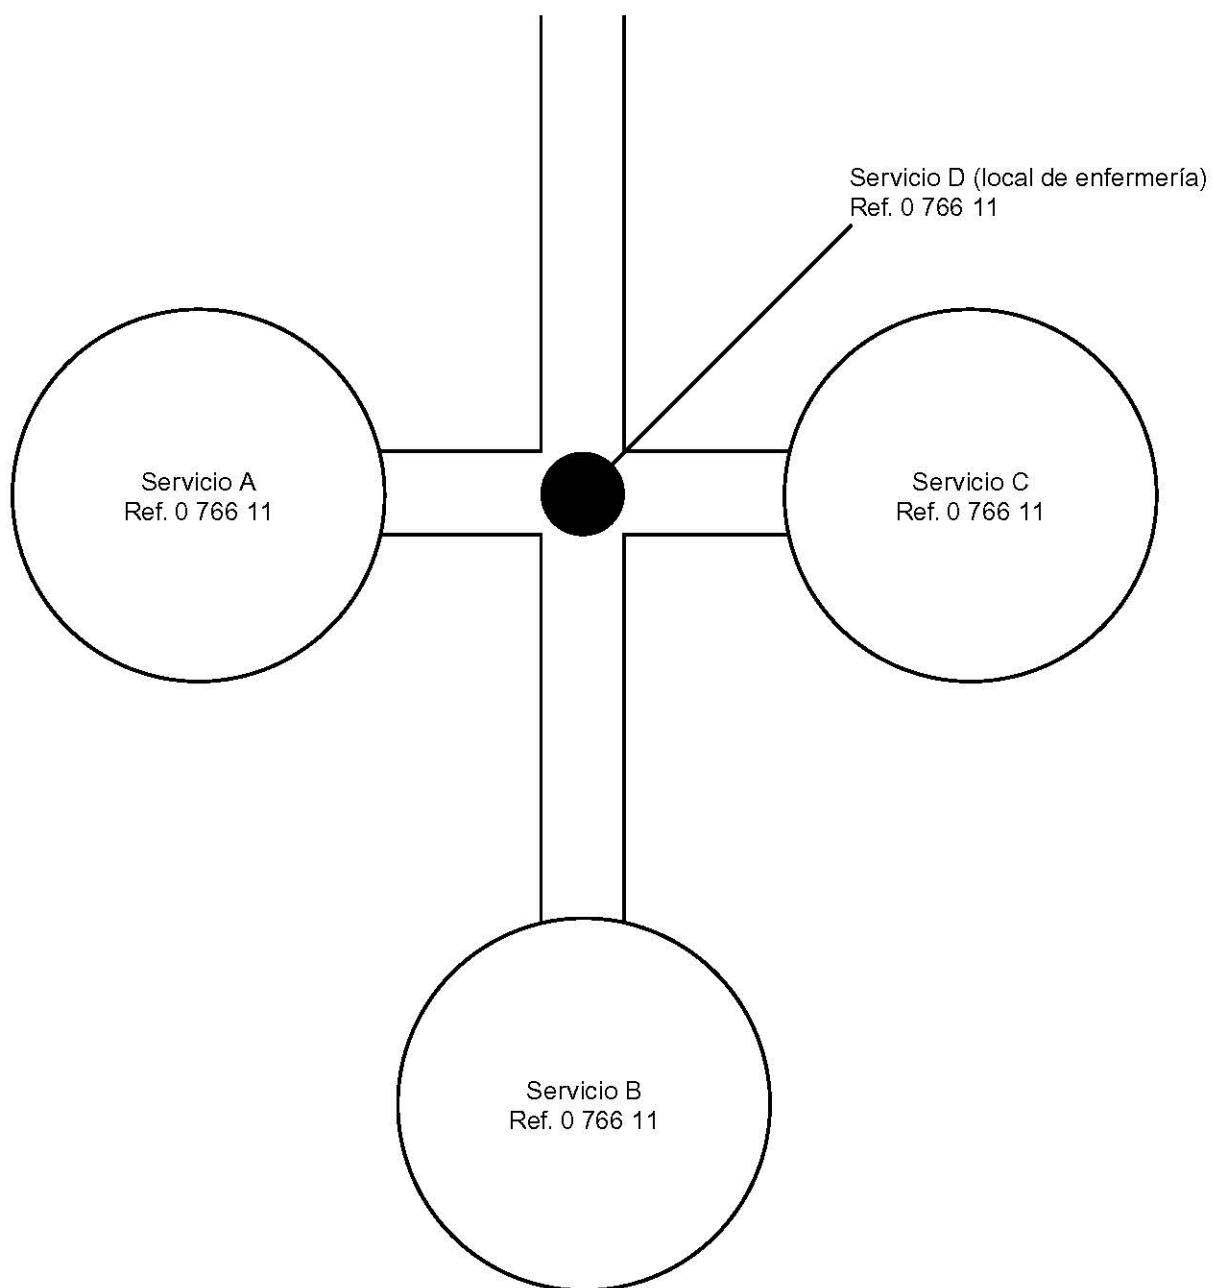 Servicio D (local de enfermería)
Ref. 0 766 11
Servicio A
Ref. 0 766 11
Servicio C
Ref. 0 766 11
Servicio B
Ref. 0 766 11